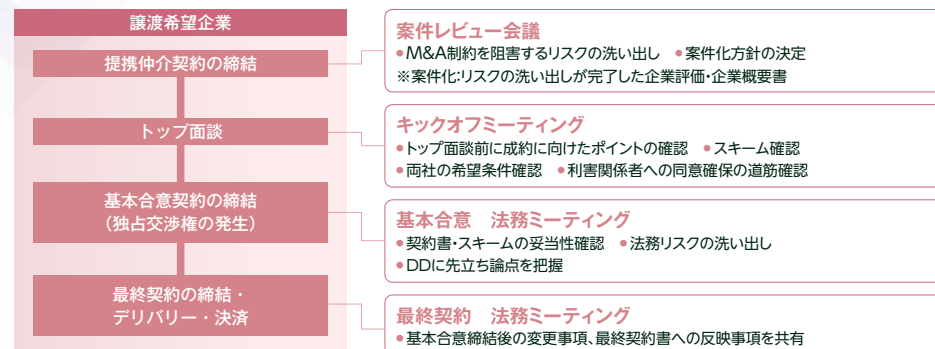 譲渡希望企業
提携仲介契約の締結
トップ面談
基本合意契約の締結
（独占交渉権の発生）
最終契約の締結・
デリバリー・決済
案件レビュー会議
●M&A制約を阻害するリスクの洗い出し ●案件化方針の決定
※案件化：リスクの洗い出しが完了した企業評価・企業概要書
キックオフミーティング
●トップ面談前に成約に向けたポイントの確認 ●スキーム確認
●両社の希望条件確認 ●利害関係者への同意確保の道筋確認
基本合意 法務ミーティング
●契約書・スキームの妥当性確認 ●法務リスクの洗い出し
●DDに先立ち論点を把握
最終契約 法務ミーティング
●基本合意締結後の変更事項、最終契約書への反映事項を共有